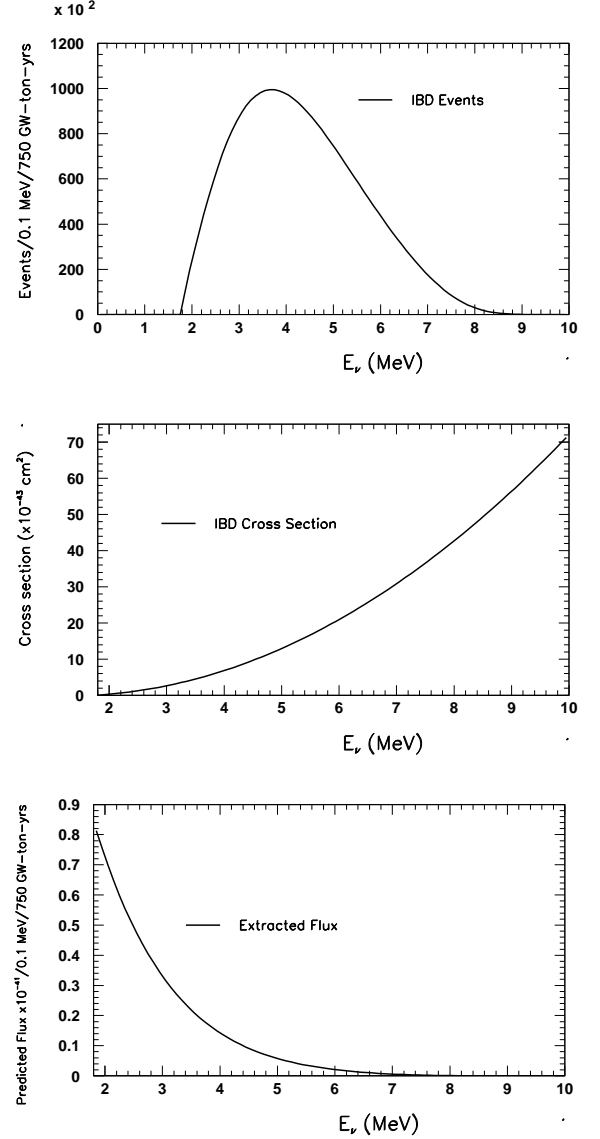 x 10 2
Events/0.1 MeV/750 GW-ton-yrs
1200
1000
800
600
400
200
0
IBD Events
0 1 2 3 4 5 6 7 8 9 10
Eν (MeV)
Cross section (x10-43 cm2)
70
60
50
40
30
20
10
0
IBD Cross Section
2 3 4 5 6 7 8 9 10
Eν (MeV)
Predicted Flux x10-41/0.1 MeV/750 GW-ton-yrs
0.9
0.8
0.7
0.6
0.5
0.4
0.3
0.2
0.1
0
Extracted Flux
2 3 4 5 6 7 8 9 10
Eν (MeV)